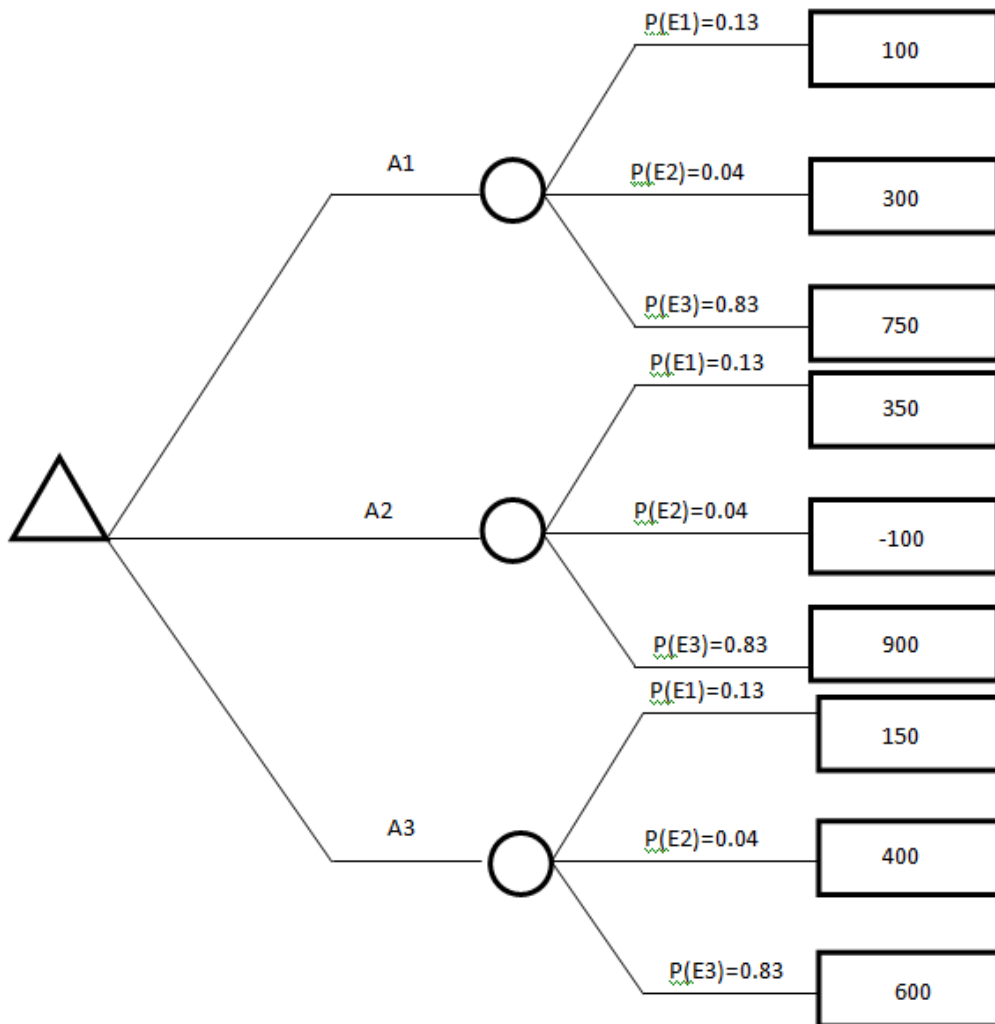 P(E1)=0.13
100
A1
P(E2)=0.04
300
P(E3)=0.83
750
P(E1)=0.13
350
A2
P(E2)=0.04
-100
P(E3)=0.83
900
P(E1)=0.13
150
A3
P(E2)=0.04
400
P(E3)=0.83
600